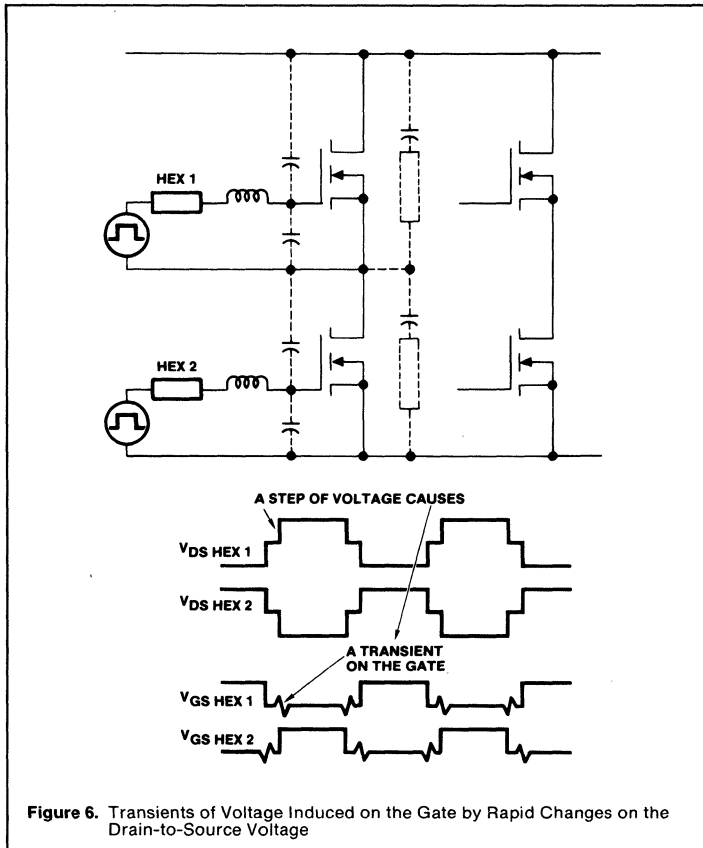 HEX 1
HEX 2
A STEP OF VOLTAGE CAUSES
VDS HEX 1
VDS HEX 2
A TRANSIENT
ON THE GATE
VGS HEX 1
VGS HEX 2
Figure 6. Transients of Voltage Induced on the Gate by Rapid Changes on the
Drain-to-Source Voltage